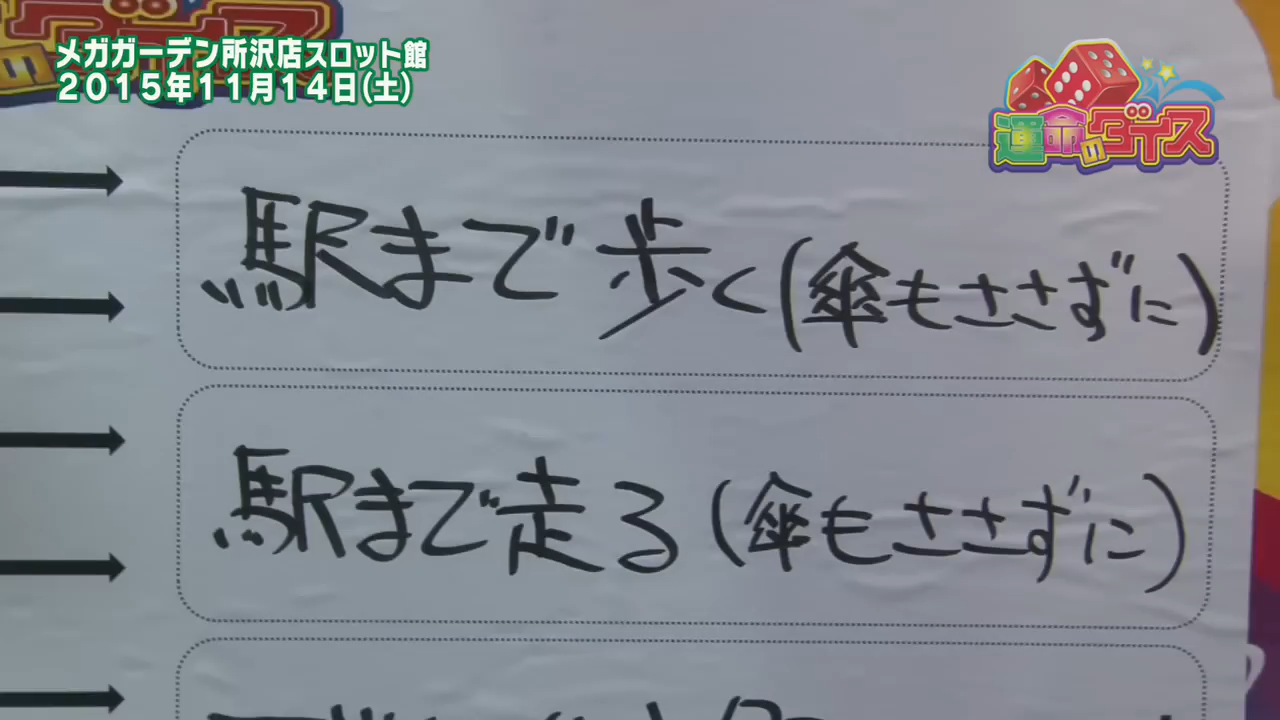 メガガーデン所沢店スロット館
2015年11月14日(土)
運命のダイス
駅まで歩く(傘もささずに)
駅まで走る(傘もささずに)